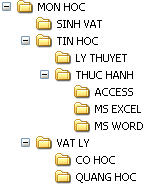 MON HOC
SINH VAT
TIN HOC
LY THUYET
THUC HANH
ACCESS
MS EXCEL
MS WORD
VAT LY
CO HOC
QUANG HOC